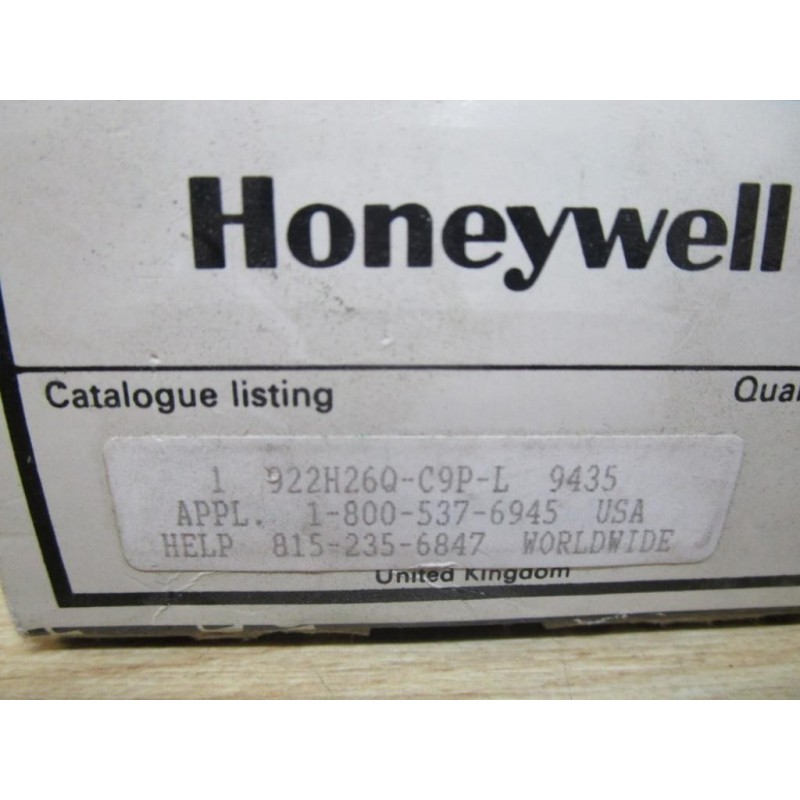 Honeywell
Catalogue listing
1 922H26Q-C9P-L 9435
APPL. 1-800-537-6945 USA
HELP 815-235-6847 WORLDWIDE
United Kingdom